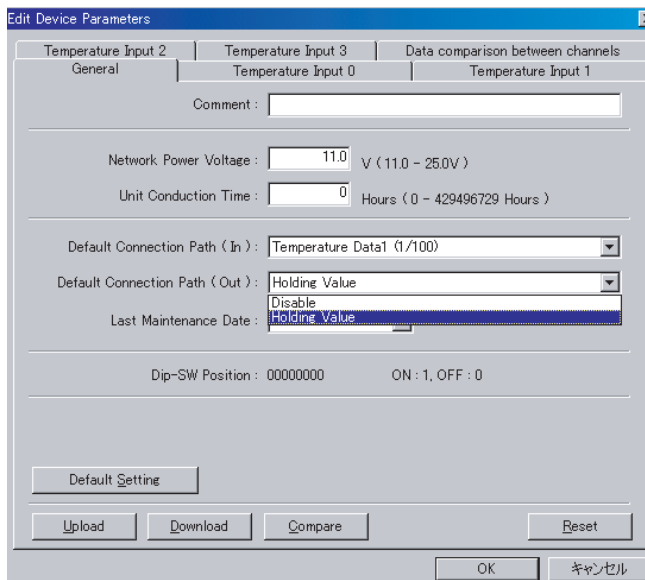 Edit Device Parameters
Temperature Input 2 Temperature Input 3 Data comparison between channels
General Temperature Input 0 Temperature Input 1
Comment :
Network Power Voltage : 11.0 V ( 11.0 - 25.0V )
Unit Conduction Time : 0 Hours ( 0 - 429496729 Hours )
Default Connection Path ( In ) : Temperature Data1 (1/100)
Default Connection Path ( Out ) : Holding Value
Disable
Last Maintenance Date : Holding Value
Dip-SW Position : 00000000 ON : 1, OFF : 0
Default Setting
Upload Download Compare Reset
OK キャンセル